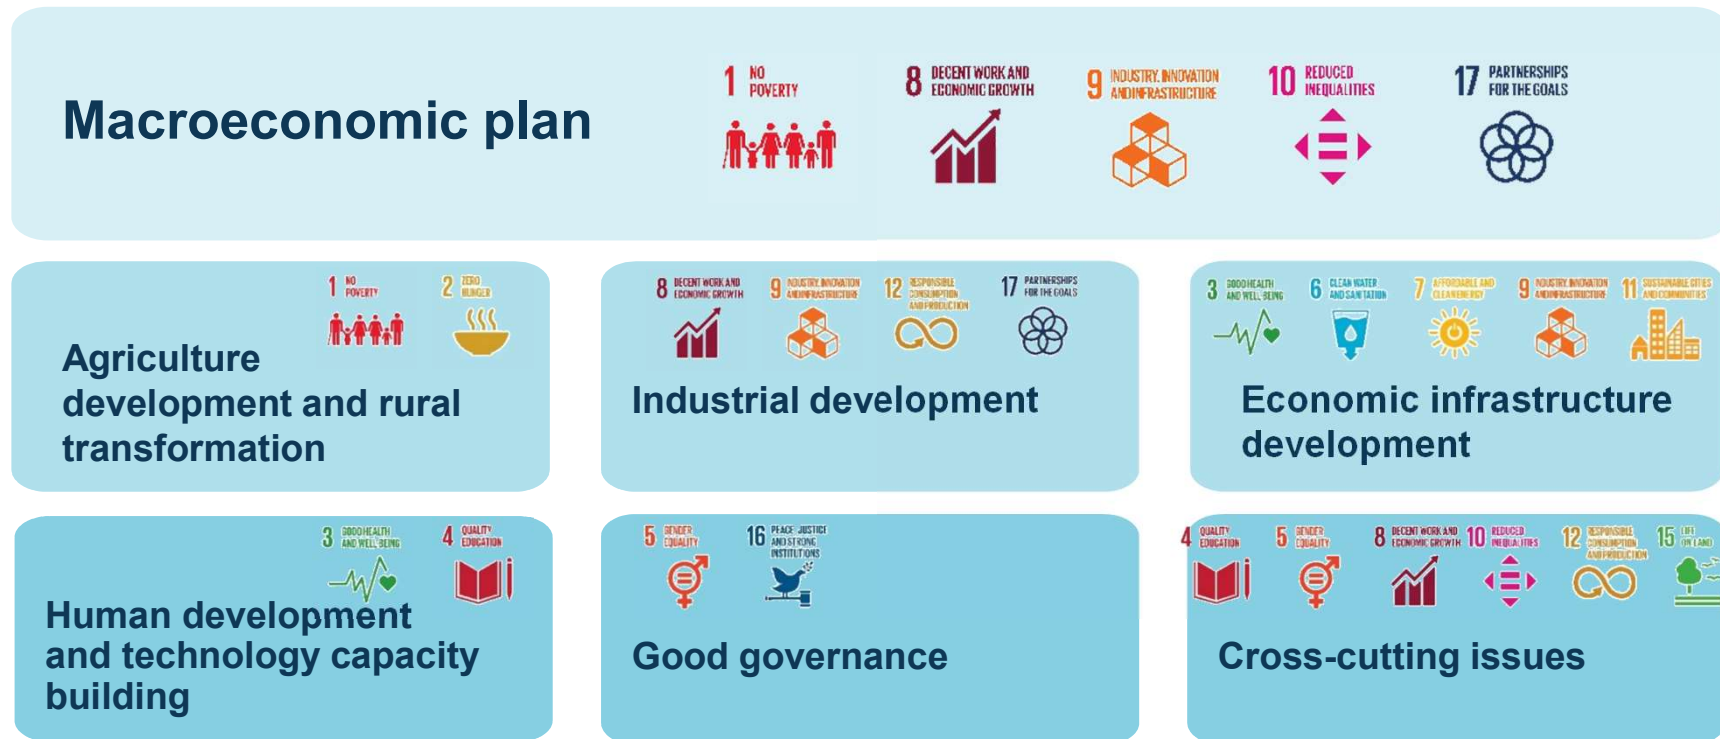 Macroeconomic plan
1 NO
POVERTY
8 DECENT WORK AND
ECONOMIC GROWTH
9 INDUSTRY, INNOVATION
AND INFRASTRUCTURE
10 REDUCED
INEQUALITIES
17 PARTNERSHIPS
FOR THE GOALS
1 NO
POVERTY
2 ZERO
HUNGER
Agriculture
development and rural
transformation
8 DECENT WORK AND
ECONOMIC GROWTH
9 INDUSTRY, INNOVATION
AND INFRASTRUCTURE
12 RESPONSIBLE
CONSUMPTION
AND PRODUCTION
17 PARTNERSHIPS
FOR THE GOALS
Industrial development
3 GOOD HEALTH
AND WELL-BEING
6 CLEAN WATER
AND SANITATION
7 AFFORDABLE AND
CLEAN ENERGY
9 INDUSTRY, INNOVATION
AND INFRASTRUCTURE
11 SUSTAINABLE CITIES
AND COMMUNITIES
Economic infrastructure
development
3 GOOD HEALTH
AND WELL-BEING
4 QUALITY
EDUCATION
Human development
and technology capacity
building
5 GENDER
EQUALITY
16 PEACE, JUSTICE
AND STRONG
INSTITUTIONS
Good governance
4 QUALITY
EDUCATION
5 GENDER
EQUALITY
8 DECENT WORK AND
ECONOMIC GROWTH
10 REDUCED
INEQUALITIES
12 RESPONSIBLE
CONSUMPTION
AND PRODUCTION
15 LIFE
ON LAND
Cross-cutting issues